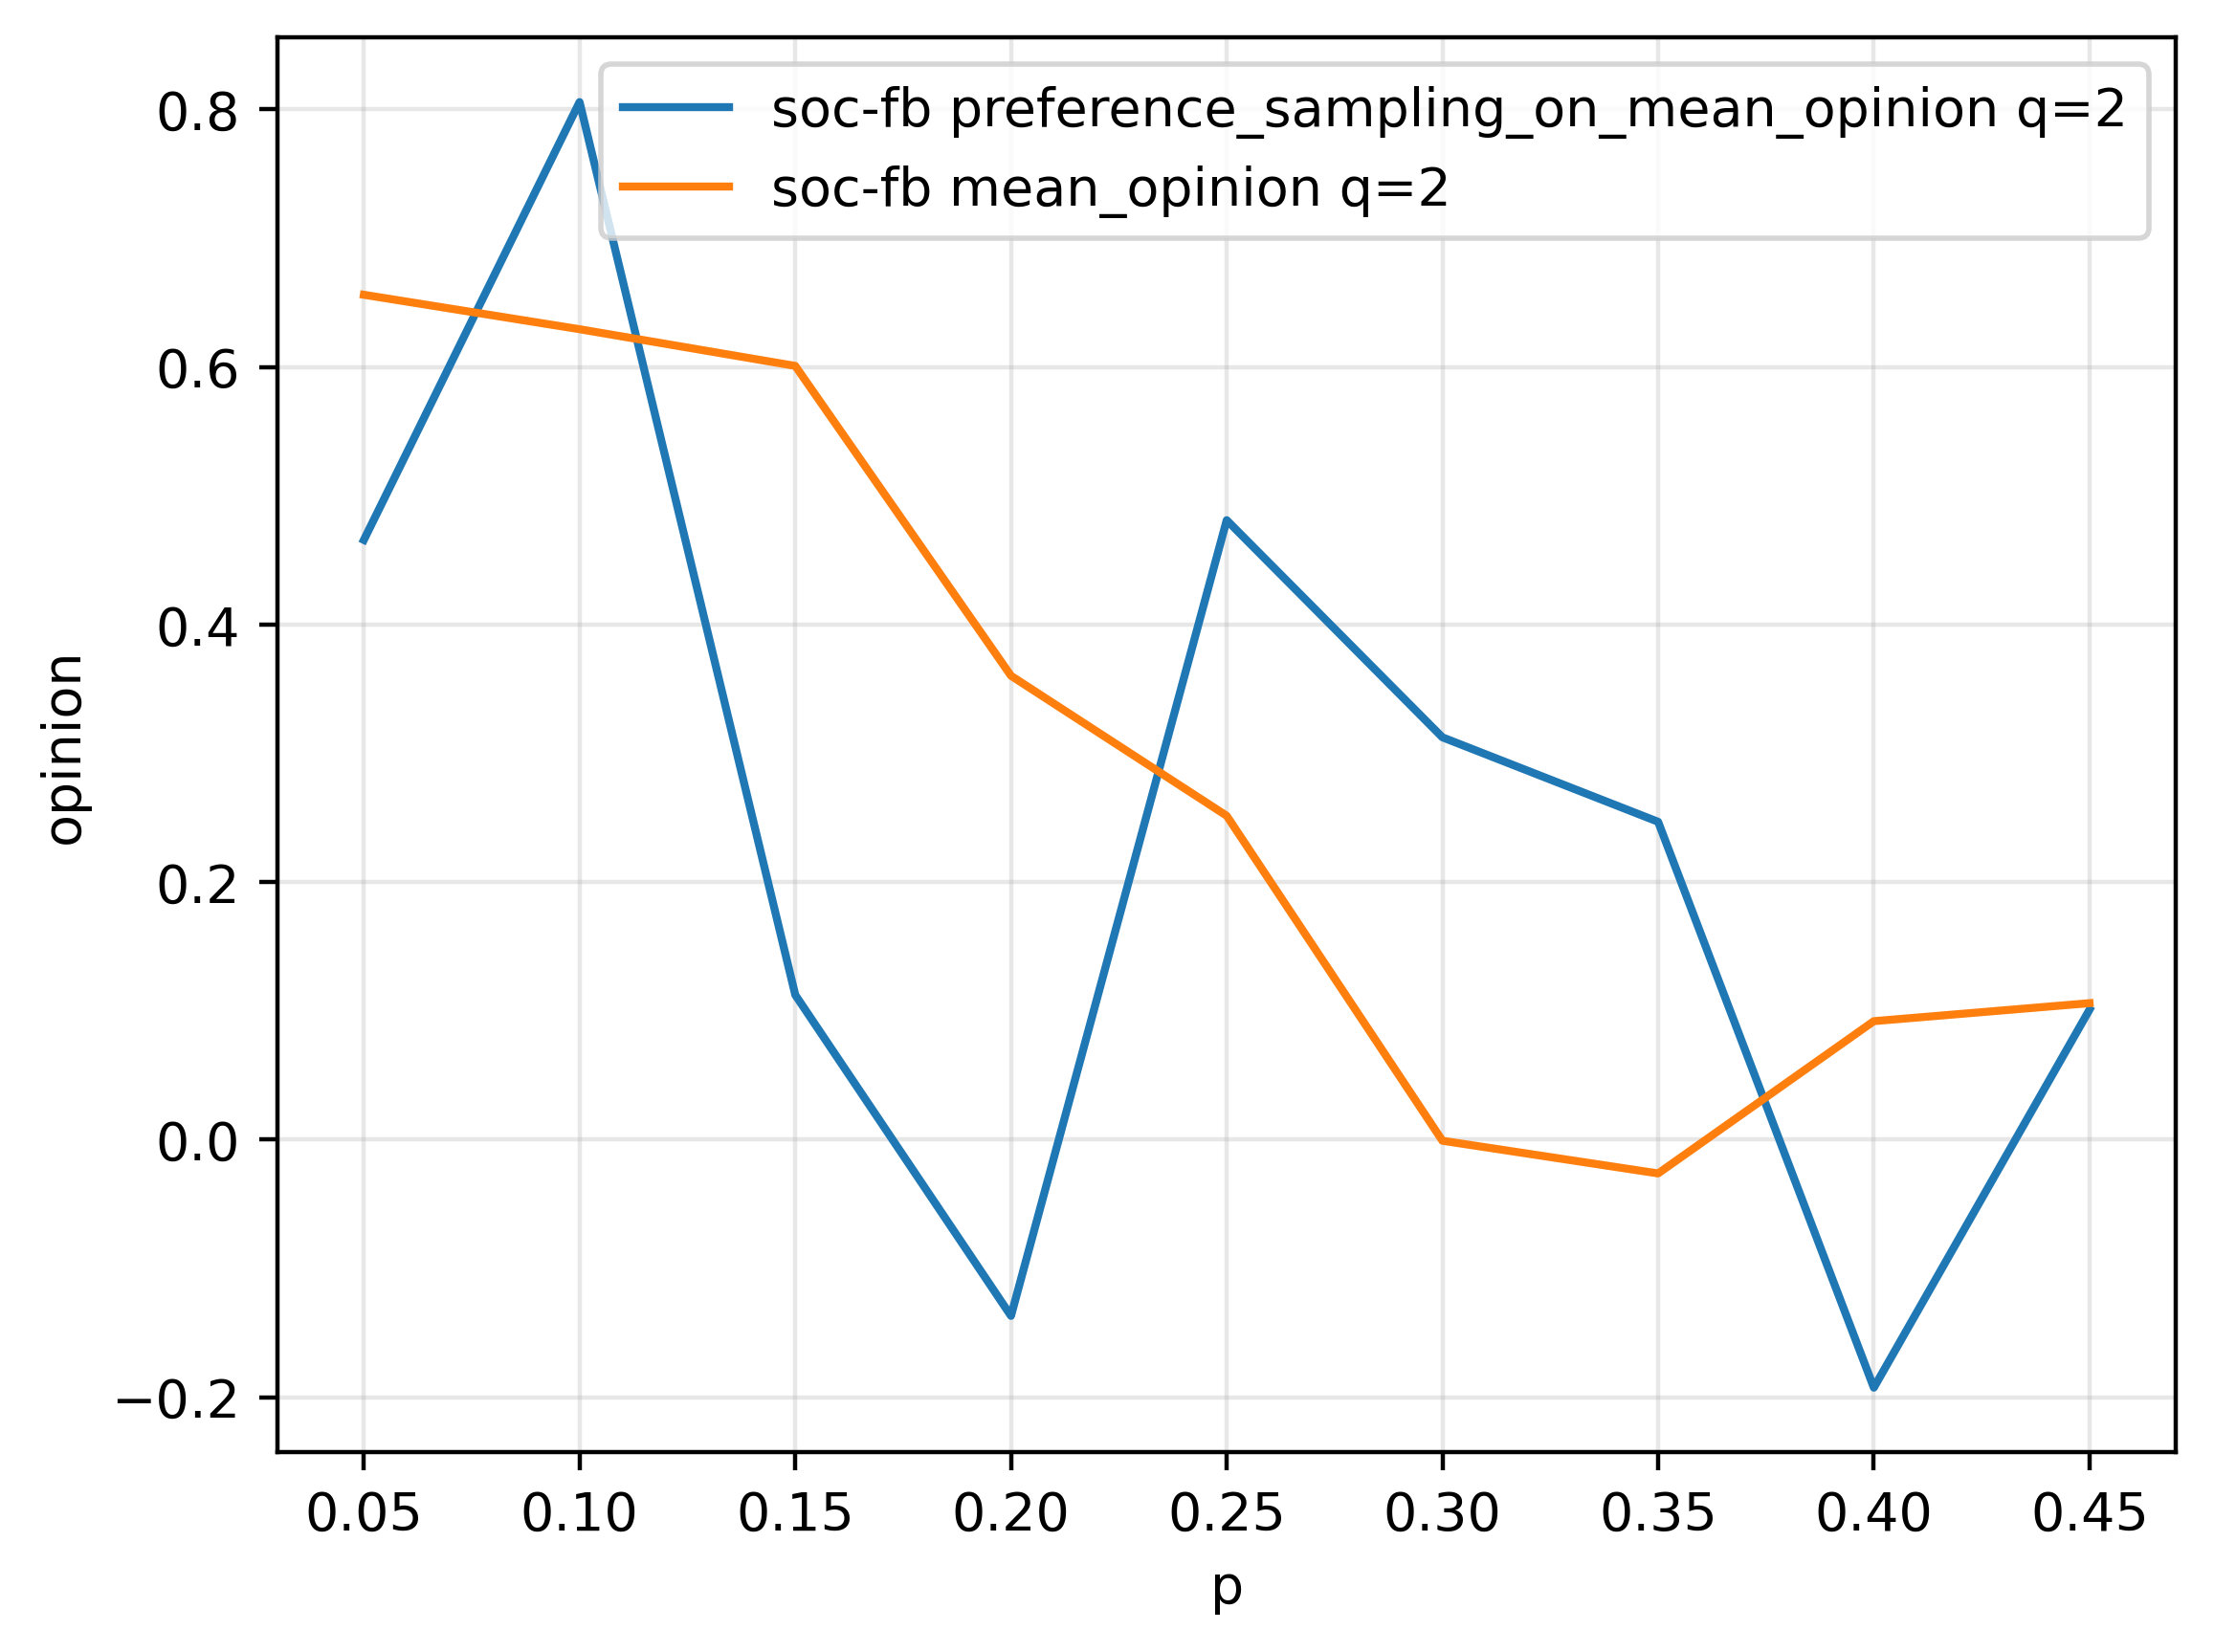 soc-fb preference_sampling_on_mean_opinion q=2
soc-fb mean_opinion q=2
0.8
0.6
0.4
0.2
0.0
−0.2
opinion
0.05 0.10 0.15 0.20 0.25 0.30 0.35 0.40 0.45
p